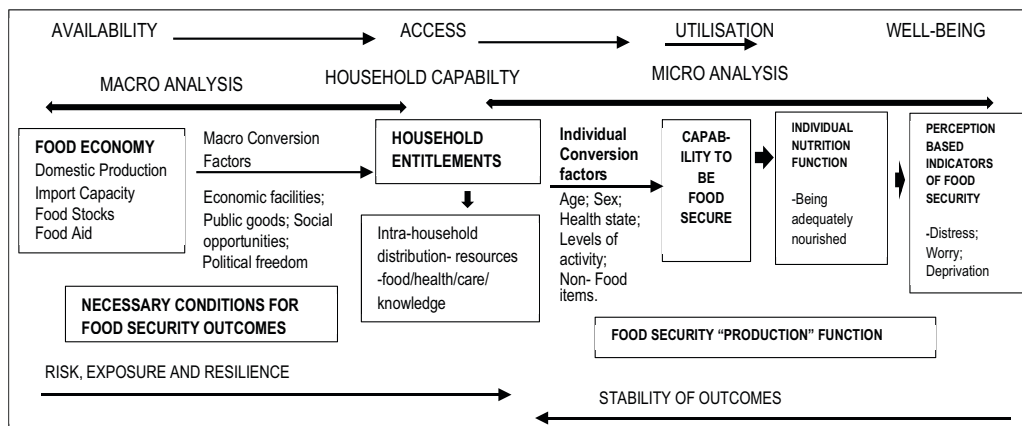 AVAILABILITY
ACCESS
UTILISATION
WELL-BEING
MACRO ANALYSIS
HOUSEHOLD CAPABILTY
MICRO ANALYSIS
FOOD ECONOMY
Domestic Production
Import Capacity
Food Stocks
Food Aid
Macro Conversion
Factors
Economic facilities;
Public goods; Social
opportunities;
Political freedom
HOUSEHOLD
ENTITLEMENTS
Intra-household
distribution- resources
-food/health/care/
knowledge
Individual
Conversion
factors
Age; Sex;
Health state;
Levels of
activity;
Non- Food
items.
CAPAB-
ILITY TO
BE
FOOD
SECURE
INDIVIDUAL
NUTRITION
FUNCTION
-Being
adequately
nourished
PERCEPTION
BASED
INDICATORS
OF FOOD
SECURITY
-Distress;
Worry;
Deprivation
NECESSARY CONDITIONS FOR
FOOD SECURITY OUTCOMES
FOOD SECURITY “PRODUCTION” FUNCTION
RISK, EXPOSURE AND RESILIENCE
STABILITY OF OUTCOMES